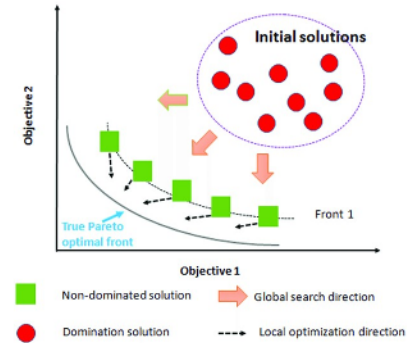 Initial solutions
Objective 2
Front 1
True Pareto
optimal front
Objective 1
Non-dominated solution
Global search direction
Domination solution
Local optimization direction